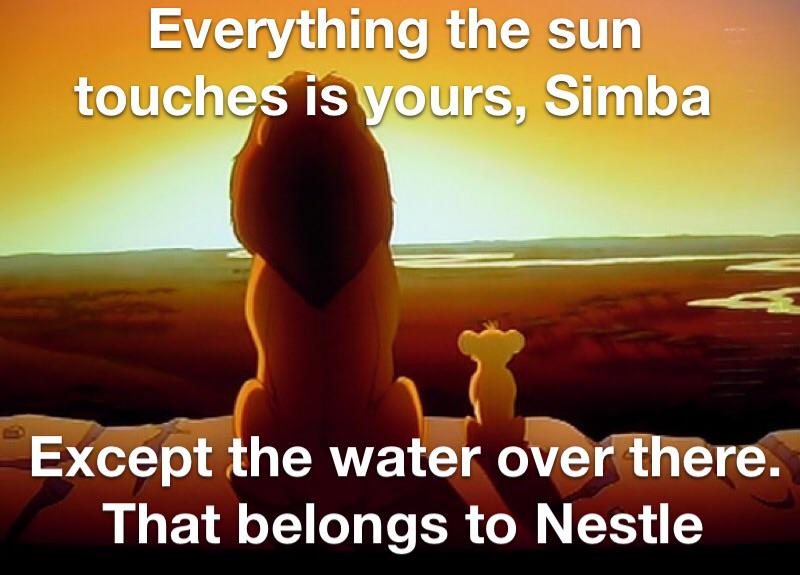 Everything the sun
touches is yours, Simba
Except the water over there.
That belongs to Nestle